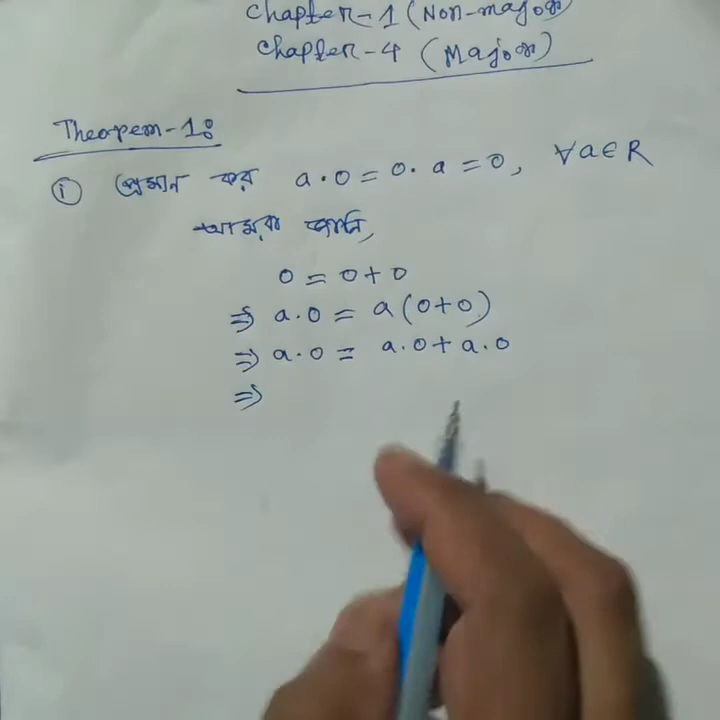 Chapter-1 (Non-major)
Chapter-4 (Major)
Theorem-1:
(i) প্রমান কর a.0 = 0.a = 0, ∀a∈R
আমরা জানি,
0 = 0+0
⇒ a.0 = a(0+0)
⇒ a.0 = a.0+a.0
⇒